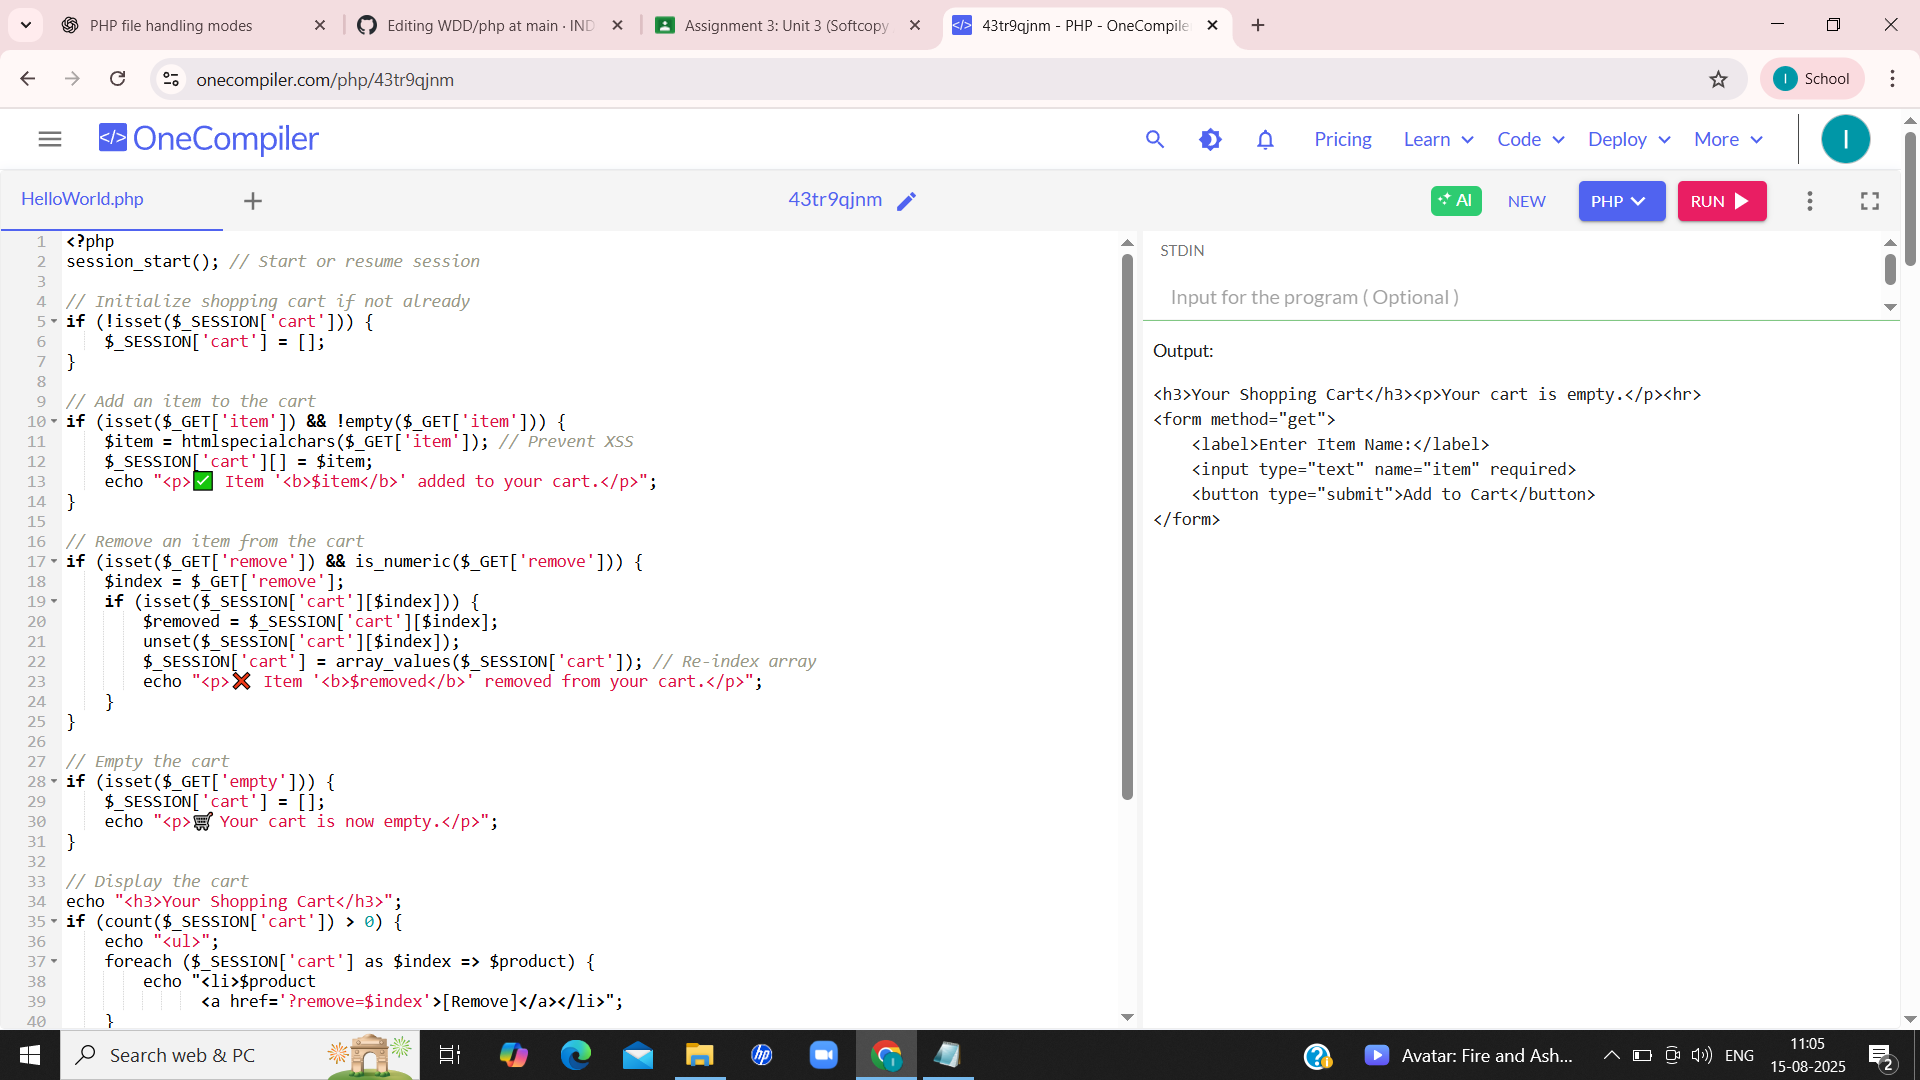 PHP file handling modes
Editing WDD/php at main · IND
Assignment 3: Unit 3 (Softcopy
43tr9qjnm - PHP - OneCompile
onecompiler.com/php/43tr9qjnm
School
OneCompiler
Pricing
Learn
Code
Deploy
More
I
HelloWorld.php
43tr9qjnm
AI
NEW
PHP
RUN
1 <?php
2 session_start(); // Start or resume session
3
4 // Initialize shopping cart if not already
5 if (!isset($_SESSION['cart'])) {
6 $_SESSION['cart'] = [];
7 }
8
9 // Add an item to the cart
10 if (isset($_GET['item']) && !empty($_GET['item'])) {
11 $item = htmlspecialchars($_GET['item']); // Prevent XSS
12 $_SESSION['cart'][] = $item;
13 echo "<p>✅ Item '<b>$item</b>' added to your cart.</p>";
14 }
15
16 // Remove an item from the cart
17 if (isset($_GET['remove']) && is_numeric($_GET['remove'])) {
18 $index = $_GET['remove'];
19 if (isset($_SESSION['cart'][$index])) {
20 $removed = $_SESSION['cart'][$index];
21 unset($_SESSION['cart'][$index]);
22 $_SESSION['cart'] = array_values($_SESSION['cart']); // Re-index array
23 echo "<p>❌ Item '<b>$removed</b>' removed from your cart.</p>";
24 }
25 }
26
27 // Empty the cart
28 if (isset($_GET['empty'])) {
29 $_SESSION['cart'] = [];
30 echo "<p>🛒 Your cart is now empty.</p>";
31 }
32
33 // Display the cart
34 echo "<h3>Your Shopping Cart</h3>";
35 if (count($_SESSION['cart']) > 0) {
36 echo "<ul>";
37 foreach ($_SESSION['cart'] as $index => $product) {
38 echo "<li>$product
39 <a href='?remove=$index'>[Remove]</a></li>";
40 }
STDIN
Input for the program ( Optional )
Output:
<h3>Your Shopping Cart</h3><p>Your cart is empty.</p><hr>
<form method="get">
<label>Enter Item Name:</label>
<input type="text" name="item" required>
<button type="submit">Add to Cart</button>
</form>
Search web & PC
Avatar: Fire and Ash...
ENG
11:05
15-08-2025
2